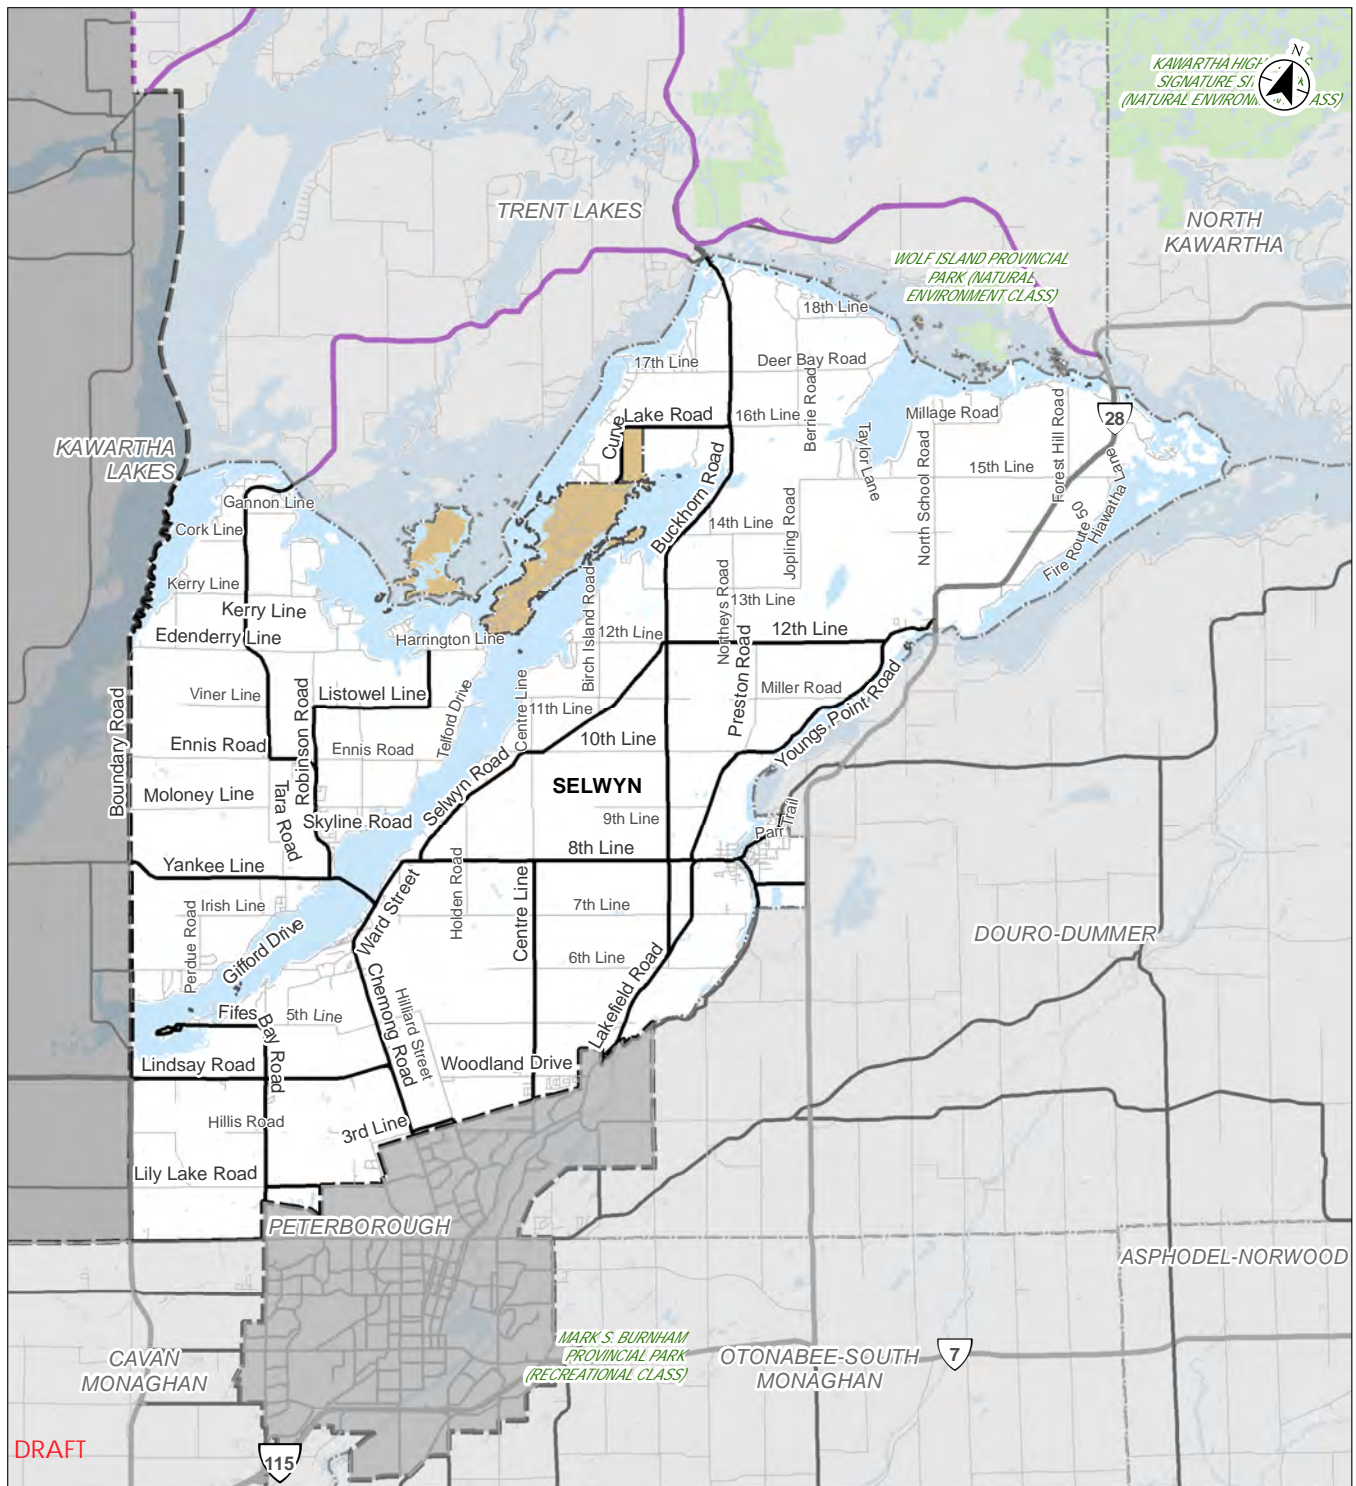 N
KAWARTHA HIGH S
SIGNATURE SI
(NATURAL ENVIRON ASS)
TRENT LAKES
NORTH
KAWARTHA
WOLF ISLAND PROVINCIAL
PARK (NATURAL
ENVIRONMENT CLASS)
18th Line
17th Line
Deer Bay Road
Berrie Road
Lake Road
Curve
16th Line
Millage Road
Forest Hill Road
28
KAWARTHA
LAKES
Taylor Lane
North School Road
15th Line
Hiawatha Lane
Gannon Line
Buckhorn Road
Jopling Road
Fire Route 50
Cork Line
14th Line
Kerry Line
Kerry Line
Birch Island Road
Northeys Road
13th Line
Edenderry Line
Harrington Line
12th Line
12th Line
Preston Road
Viner Line
Robinson Road
Listowel Line
Telford Drive
Centre Line
11th Line
Miller Road
Youngs Point Road
Boundary Road
Ennis Road
Ennis Road
10th Line
Selwyn Road
SELWYN
Moloney Line
Tara Road
Skyline Road
9th Line
Parr Trail
Yankee Line
8th Line
Holden Road
Ward Street
Centre Line
Perdue Road
Irish Line
7th Line
Gifford Drive
6th Line
DOURO-DUMMER
Chemong Road
Lakefield Road
Fifes
Bay Road
5th Line
Hilliard Street
Lindsay Road
Woodland Drive
Hillis Road
3rd Line
Lily Lake Road
PETERBOROUGH
ASPHODEL-NORWOOD
MARK S. BURNHAM
PROVINCIAL PARK
(RECREATIONAL CLASS)
CAVAN
MONAGHAN
OTONABEE-SOUTH
MONAGHAN
7
DRAFT
115